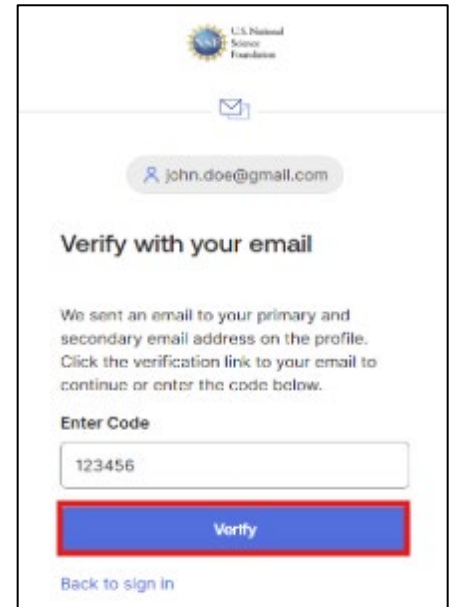 NSF
U.S. National
Science
Foundation
john.doe@gmail.com
Verify with your email
We sent an email to your primary and
secondary email address on the profile.
Click the verification link to your email to
continue or enter the code below.
Enter Code
123456
Verify
Back to sign in